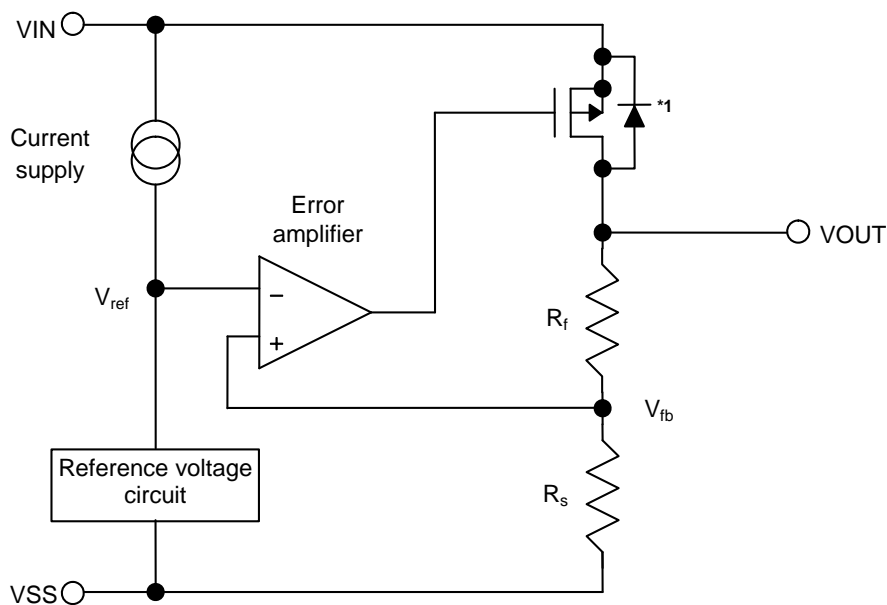 VIN
*1
Current
supply
Error
amplifier
VOUT
Vref
−
+
Rf
Vfb
Reference voltage
circuit
Rs
VSS